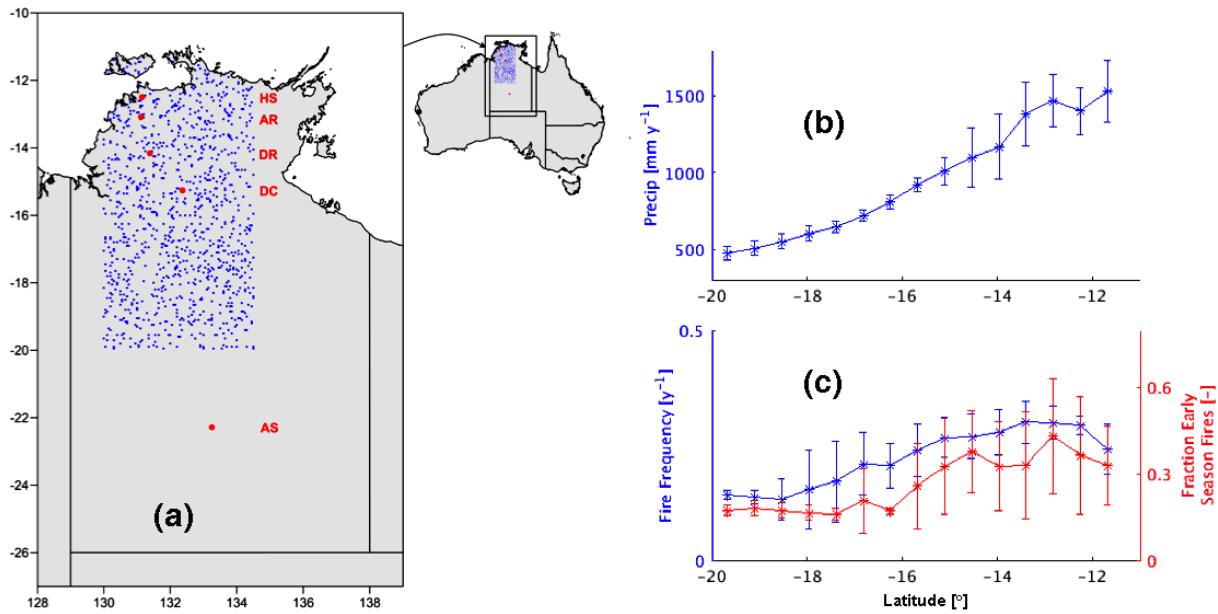 -10
-12
-14
-16
-18
-20
-22
-24
-26
128
130
132
134
136
138
HS
AR
DR
DC
AS
(a)
1500
1000
500
Precip [mm y⁻¹]
(b)
-20
-18
-16
-14
-12
0.5
0
Fire Frequency [y⁻¹]
(c)
0.6
0.3
0
Fraction Early
Season Fires [-]
-20
-18
-16
-14
-12
Latitude [°]